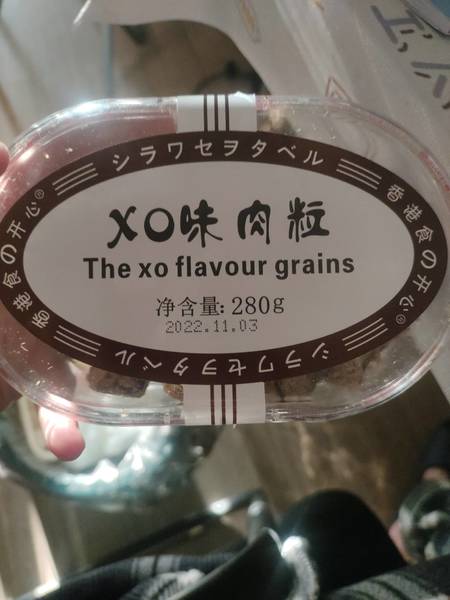 シラワセヲタベル
香港食の开心®
香港食の开心®
XO味肉粒
The xo flavour grains
净含量: 280g
2022.11.03
シラワセヲタベル